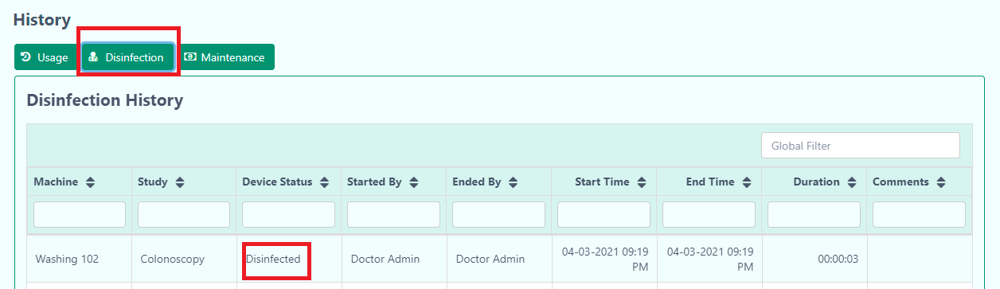 History
Usage Disinfection Maintenance
Disinfection History
Global Filter
Machine Study Device Status Started By Ended By Start Time End Time Duration Comments
Washing 102 Colonoscopy Disinfected Doctor Admin Doctor Admin 04-03-2021 09:19 PM 04-03-2021 09:19 PM 00:00:03